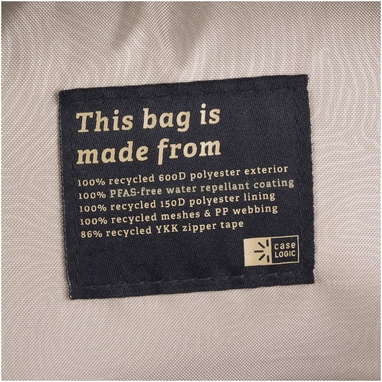 This bag is
made from
100% recycled 600D polyester exterior
100% PFAS-free water repellant coating
100% recycled 150D polyester lining
100% recycled meshes & PP webbing
86% recycled YKK zipper tape
case
LOGIC